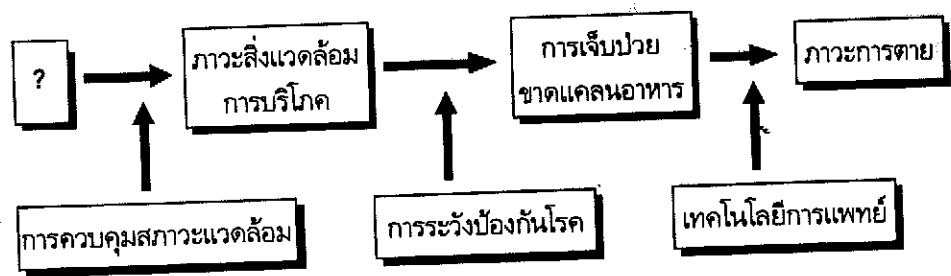 ?
ภาวะสิ่งแวดล้อม
การบริโภค
การเจ็บป่วย
ขาดแคลนอาหาร
ภาวะการตาย
การควบคุมสภาวะแวดล้อม
การระวังป้องกันโรค
เทคโนโลยีการแพทย์